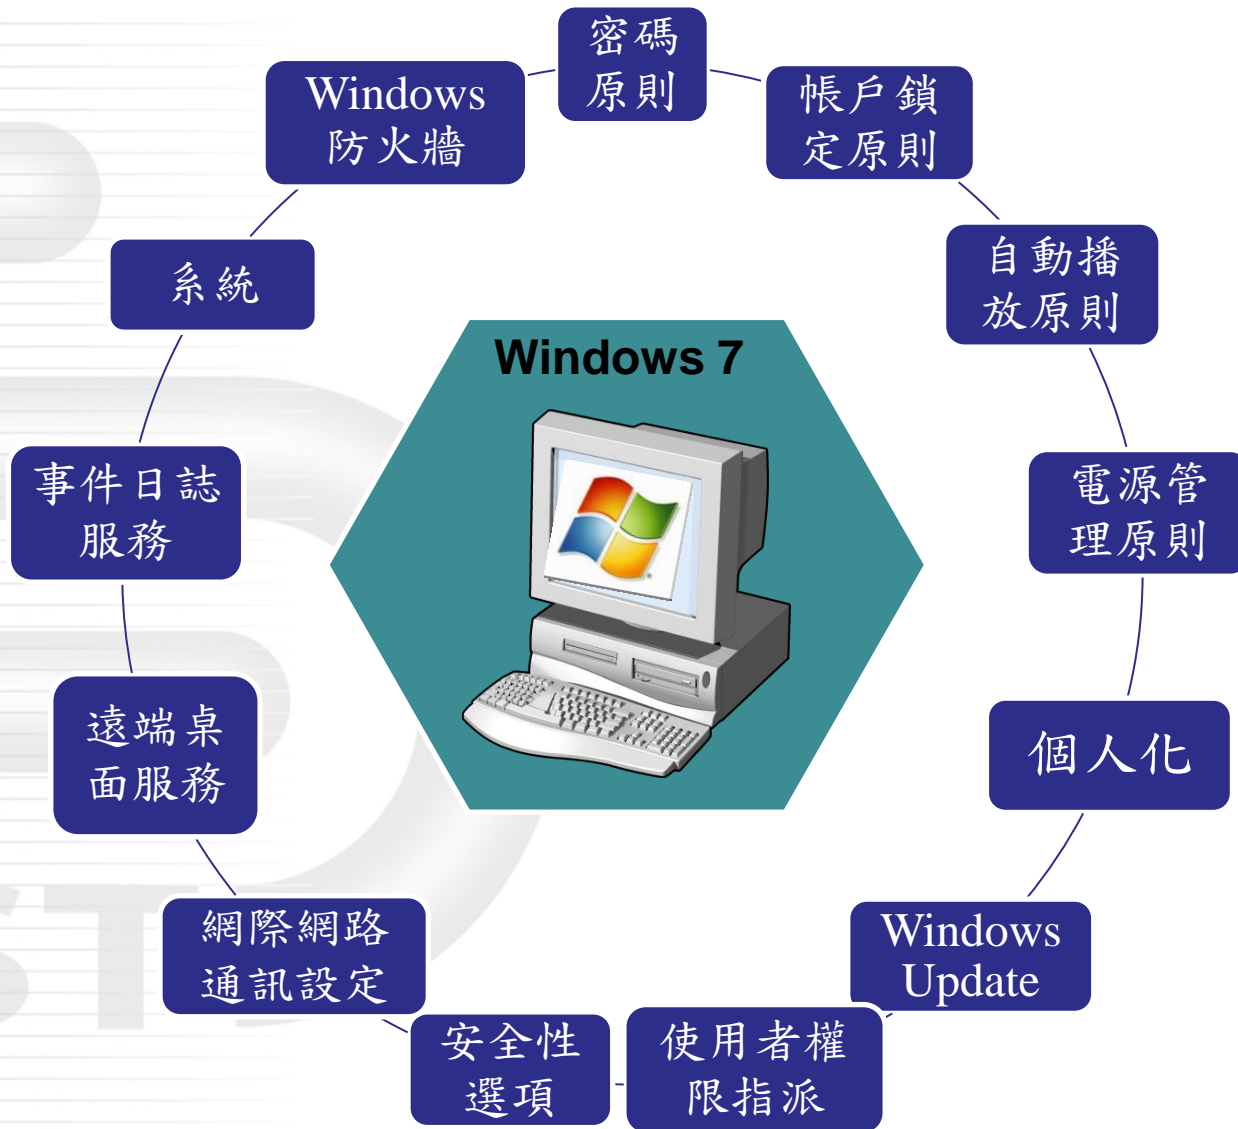 密碼
原則
帳戶鎖
定原則
自動播
放原則
電源管
理原則
個人化
Windows
Update
使用者權
限指派
安全性
選項
網際網路
通訊設定
遠端桌
面服務
事件日誌
服務
系統
Windows
防火牆
Windows 7
ST